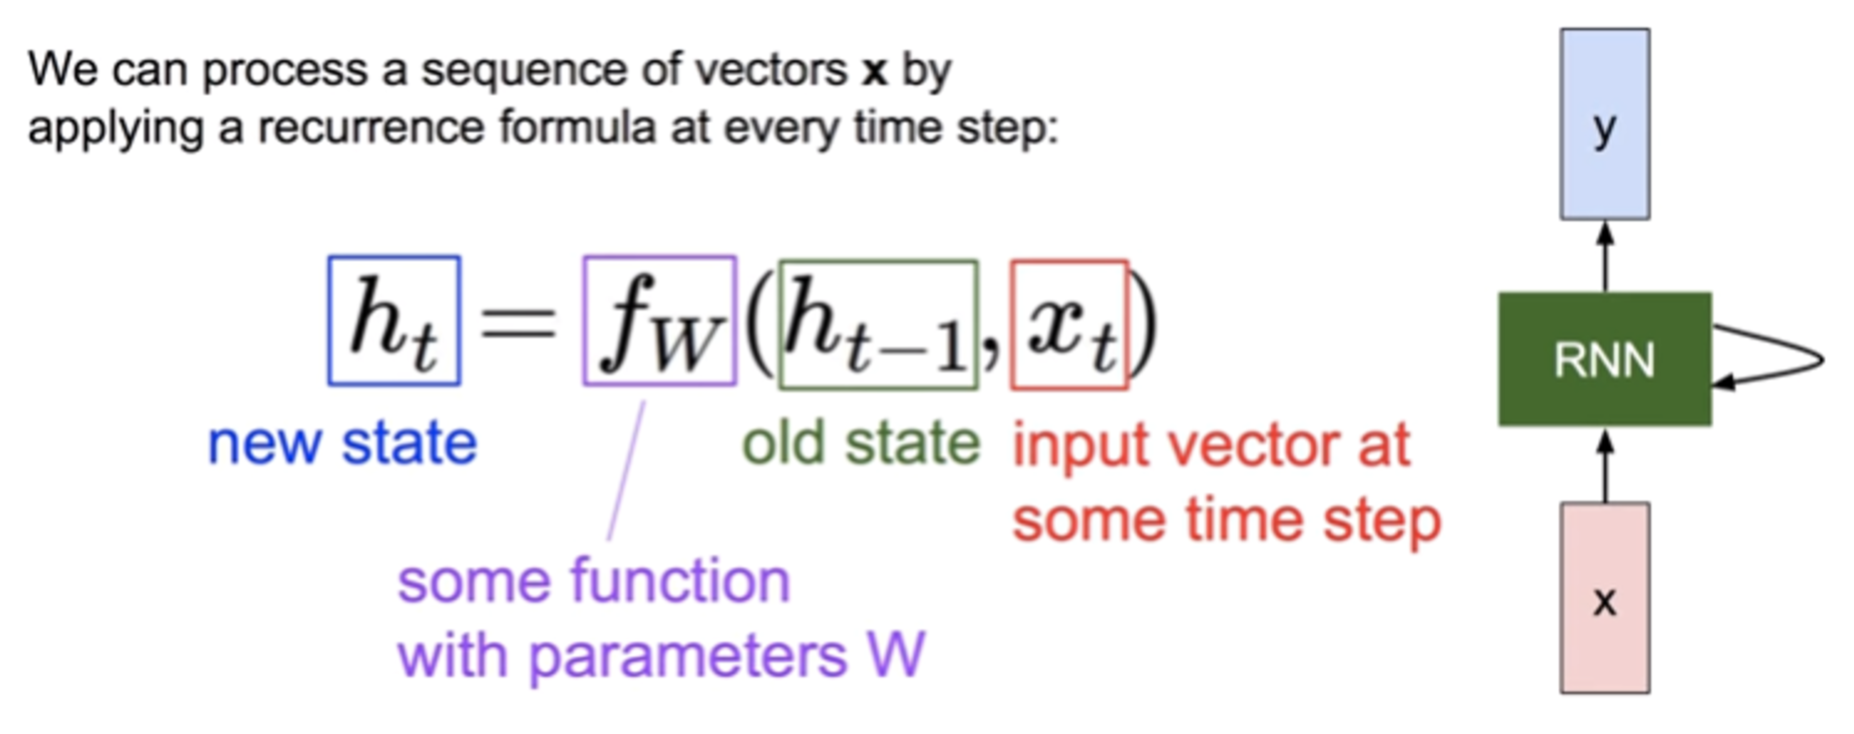 We can process a sequence of vectors x by
applying a recurrence formula at every time step:
y
h_t = f_W(h_{t-1}, x_t)
RNN
new state
old state
input vector at
some time step
some function
with parameters W
x